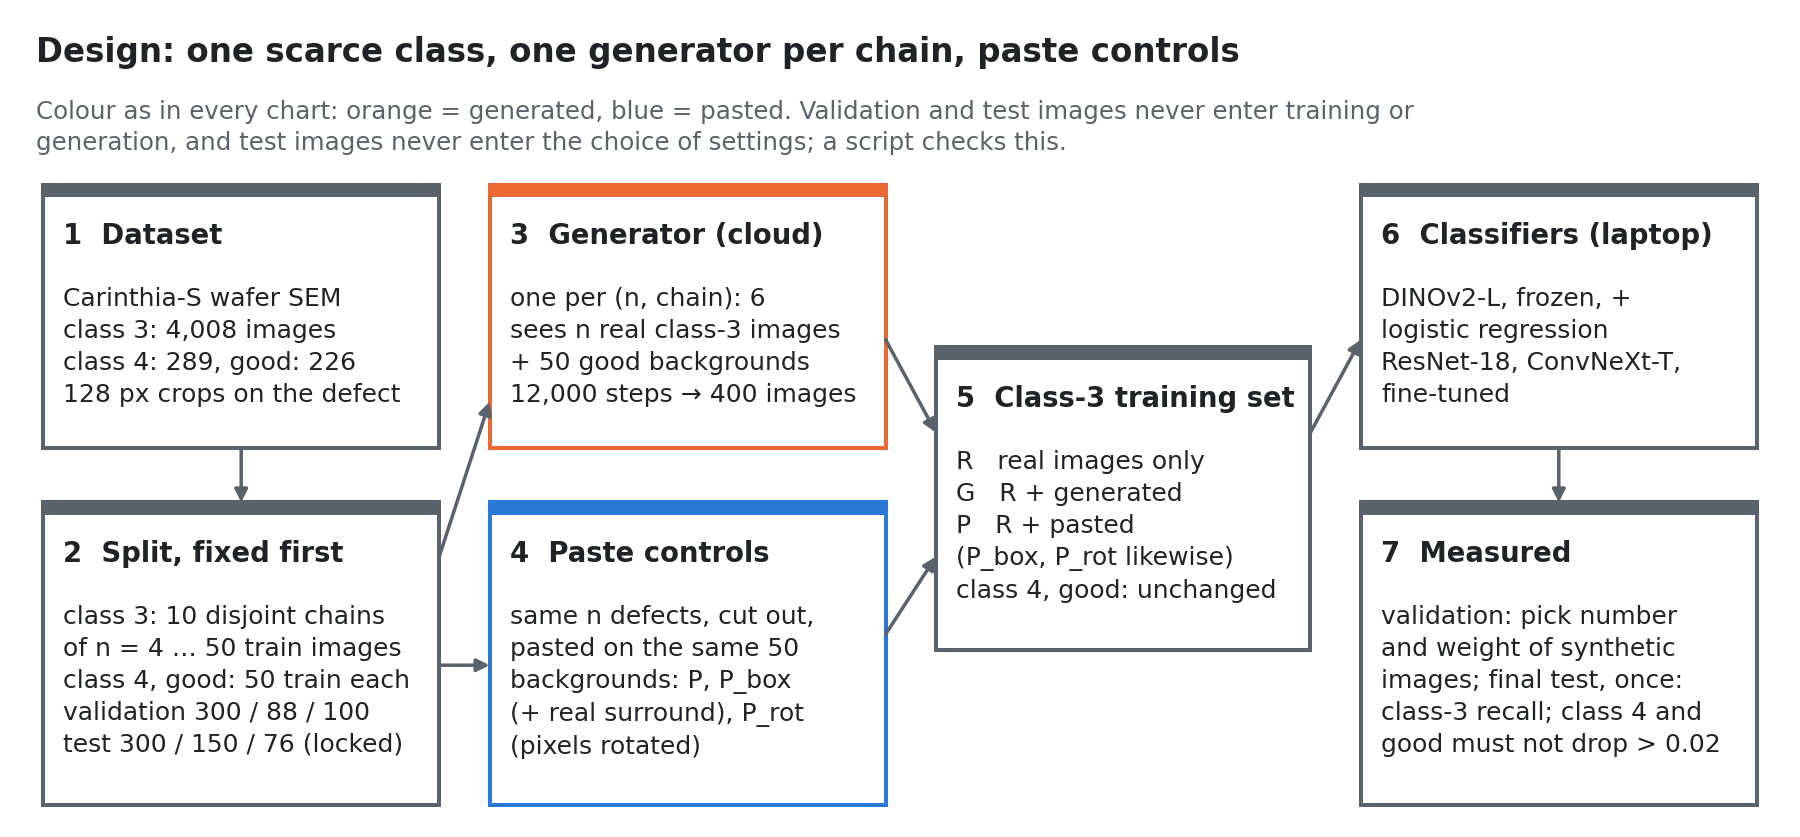 Design: one scarce class, one generator per chain, paste controls
Colour as in every chart: orange = generated, blue = pasted. Validation and test images never enter training or
generation, and test images never enter the choice of settings; a script checks this.
1 Dataset
Carinthia-S wafer SEM
class 3: 4,008 images
class 4: 289, good: 226
128 px crops on the defect
2 Split, fixed first
class 3: 10 disjoint chains
of n = 4 ... 50 train images
class 4, good: 50 train each
validation 300 / 88 / 100
test 300 / 150 / 76 (locked)
3 Generator (cloud)
one per (n, chain): 6
sees n real class-3 images
+ 50 good backgrounds
12,000 steps → 400 images
4 Paste controls
same n defects, cut out,
pasted on the same 50
backgrounds: P, P_box
(+ real surround), P_rot
(pixels rotated)
5 Class-3 training set
R real images only
G R + generated
P R + pasted
(P_box, P_rot likewise)
class 4, good: unchanged
6 Classifiers (laptop)
DINOv2-L, frozen, +
logistic regression
ResNet-18, ConvNeXt-T,
fine-tuned
7 Measured
validation: pick number
and weight of synthetic
images; final test, once:
class-3 recall; class 4 and
good must not drop > 0.02